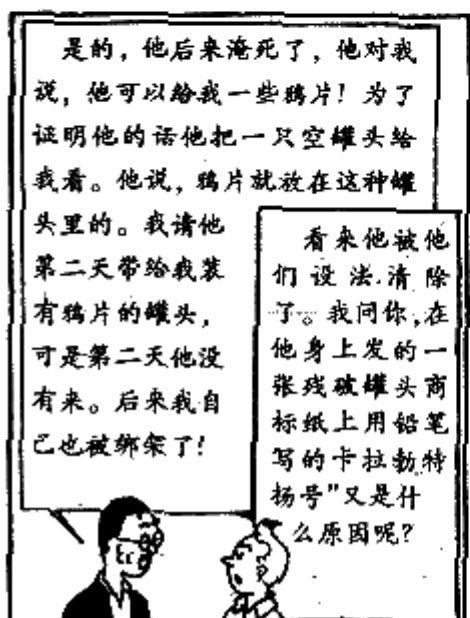 是的，他后来淹死了，他对我
说，他可以给我一些鸦片！为了
证明他的话他把一只空罐头给
我看。他说，鸦片就放在这种罐
头里的。我请他
第二天带给我装
有鸦片的罐头，
可是第二天他没
有来。后来我自
己也被绑架了！
看来他被他
们设法清除
了。我问你，在
他身上发的一
张残破罐头商
标纸上用铅笔
写的卡拉勃特
扬号”又是什
么原因呢？